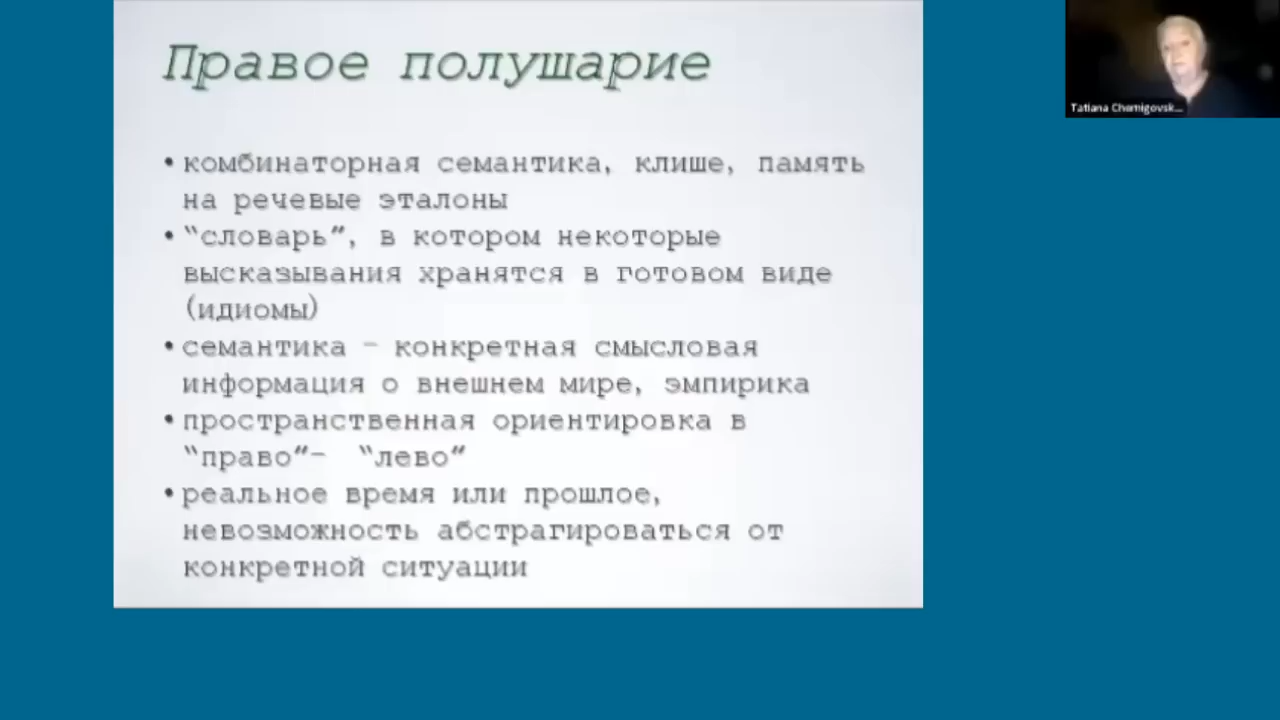 Правое полушарие
Tatiana Chernigovsk...
• комбинаторная семантика, клише, память
на речевые эталоны
• “словарь”, в котором некоторые
высказывания хранятся в готовом виде
(идиомы)
• семантика – конкретная смысловая
информация о внешнем мире, эмпирика
• пространственная ориентировка в
“право”– “лево”
• реальное время или прошлое,
невозможность абстрагироваться от
конкретной ситуации